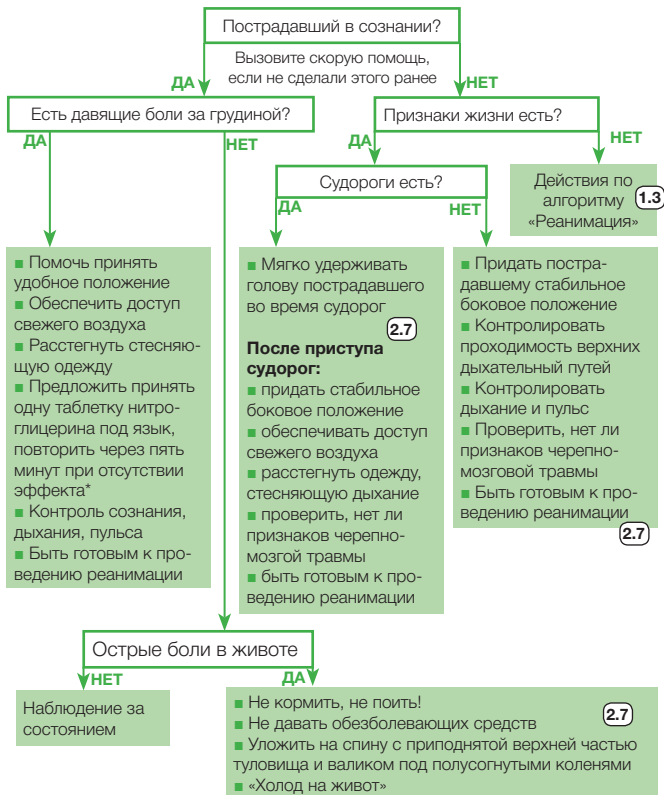 Пострадавший в сознании?
Вызовите скорую помощь,
если не сделали этого ранее
ДА
НЕТ
Есть давящие боли за грудиной?
Признаки жизни есть?
ДА
НЕТ
ДА
НЕТ
Судороги есть?
ДА
НЕТ
Действия по
алгоритму
«Реанимация»
1.3
■ Помочь принять
удобное положение
■ Обеспечить доступ
свежего воздуха
■ Расстегнуть стесняю-
щую одежду
■ Предложить принять
одну таблетку нитро-
глицерина под язык,
повторить через пять
минут при отсутствии
эффекта*
■ Контроль сознания,
дыхания, пульса
■ Быть готовым к про-
ведению реанимации
■ Мягко удерживать
голову пострадавшего
во время судорог
2.7
После приступа
судорог:
■ придать стабильное
боковое положение
■ обеспечивать доступ
свежего воздуха
■ расстегнуть одежду,
стесняющую дыхание
■ проверить, нет ли
признаков черепно-
мозгой травмы
■ быть готовым к про-
ведению реанимации
■ Придать постра-
давшему стабильное
боковое положение
■ Контролировать
проходимость верхних
дыхательный путей
■ Контролировать
дыхание и пульс
■ Проверить, нет ли
признаков черепно-
мозговой травмы
■ Быть готовым к про-
ведению реанимации
2.7
Острые боли в животе
НЕТ
ДА
Наблюдение за
состоянием
■ Не кормить, не поить!
■ Не давать обезболевающих средств
2.7
■ Уложить на спину с приподнятой верхней частью
туловища и валиком под полусогнутыми коленями
■ «Холод на живот»